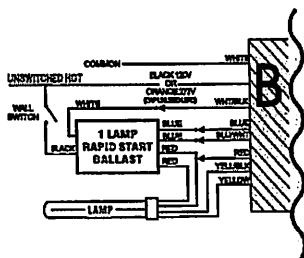 COMMON
WHITE
UNSWITCHED HOT
BLACK 120V
OR
ORANGE 277V
B
WALL
SWITCH
WHITE
WHT/BLK
1 LAMP
RAPID START
BALLAST
BLUE
BLUE
BLUE
BLU/WHT
BLACK
RED
RED
RED
YEL/BLK
LAMP
YELLOW